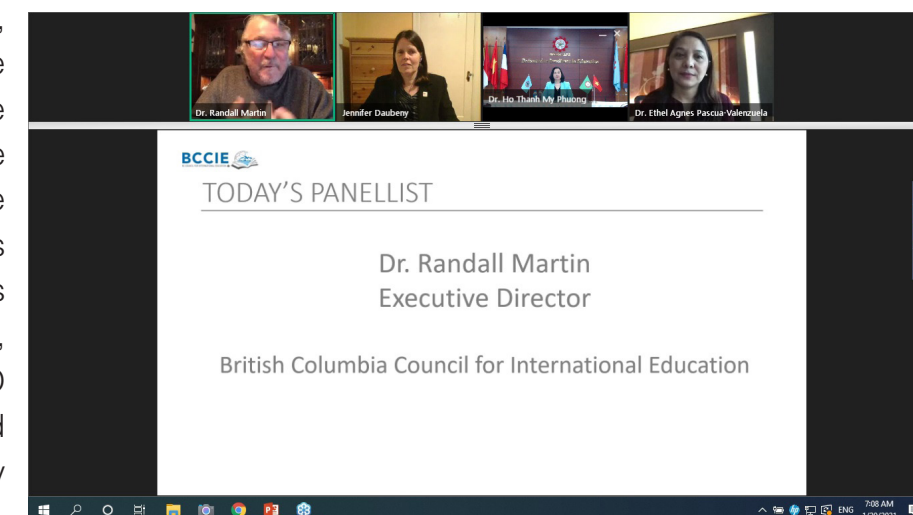 Dr. Randall Martin
Jennifer Daubeny
Dr. Ho Thanh My Phuong
Dr. Ethel Agnes Pascua-Valenzuela
BCCIE
TODAY'S PANELLIST
Dr. Randall Martin
Executive Director
British Columbia Council for International Education
ENG
7:08 AM